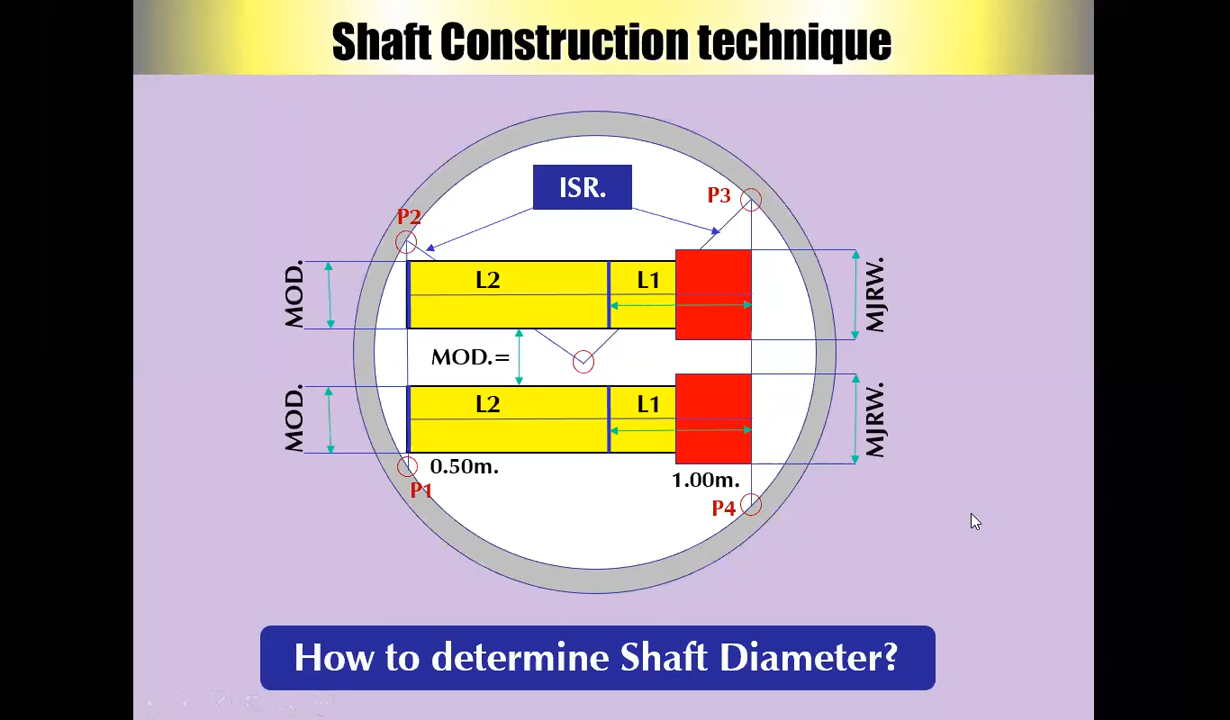 Shaft Construction technique
ISR.
P3
P2
MOD.
L2
L1
MJRW.
MOD.=
MOD.
L2
L1
MJRW.
0.50m.
1.00m.
P1
P4
How to determine Shaft Diameter?